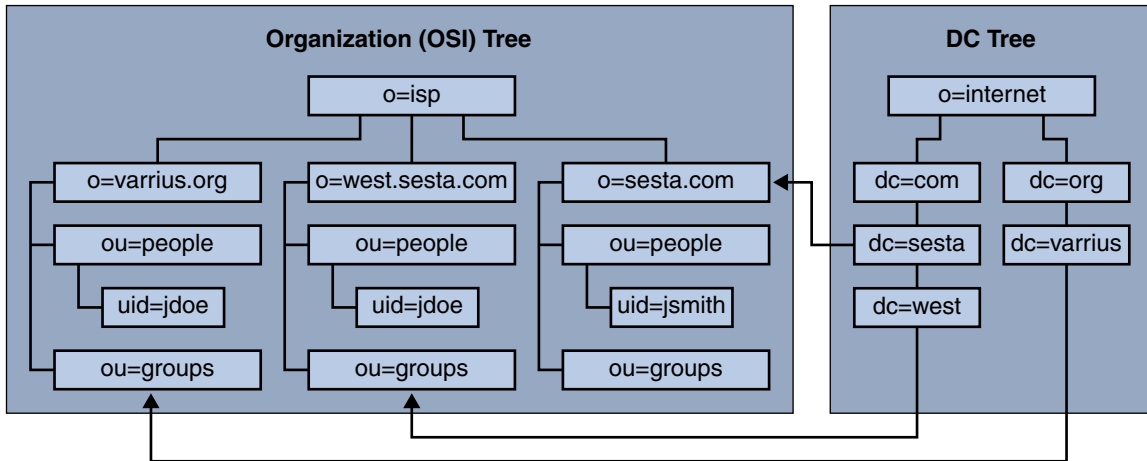 Organization (OSI) Tree
o=isp
o=varrius.org
o=west.sesta.com
o=sesta.com
ou=people
ou=people
ou=people
uid=jdoe
uid=jdoe
uid=jsmith
ou=groups
ou=groups
ou=groups
DC Tree
o=internet
dc=com
dc=org
dc=sesta
dc=varrius
dc=west